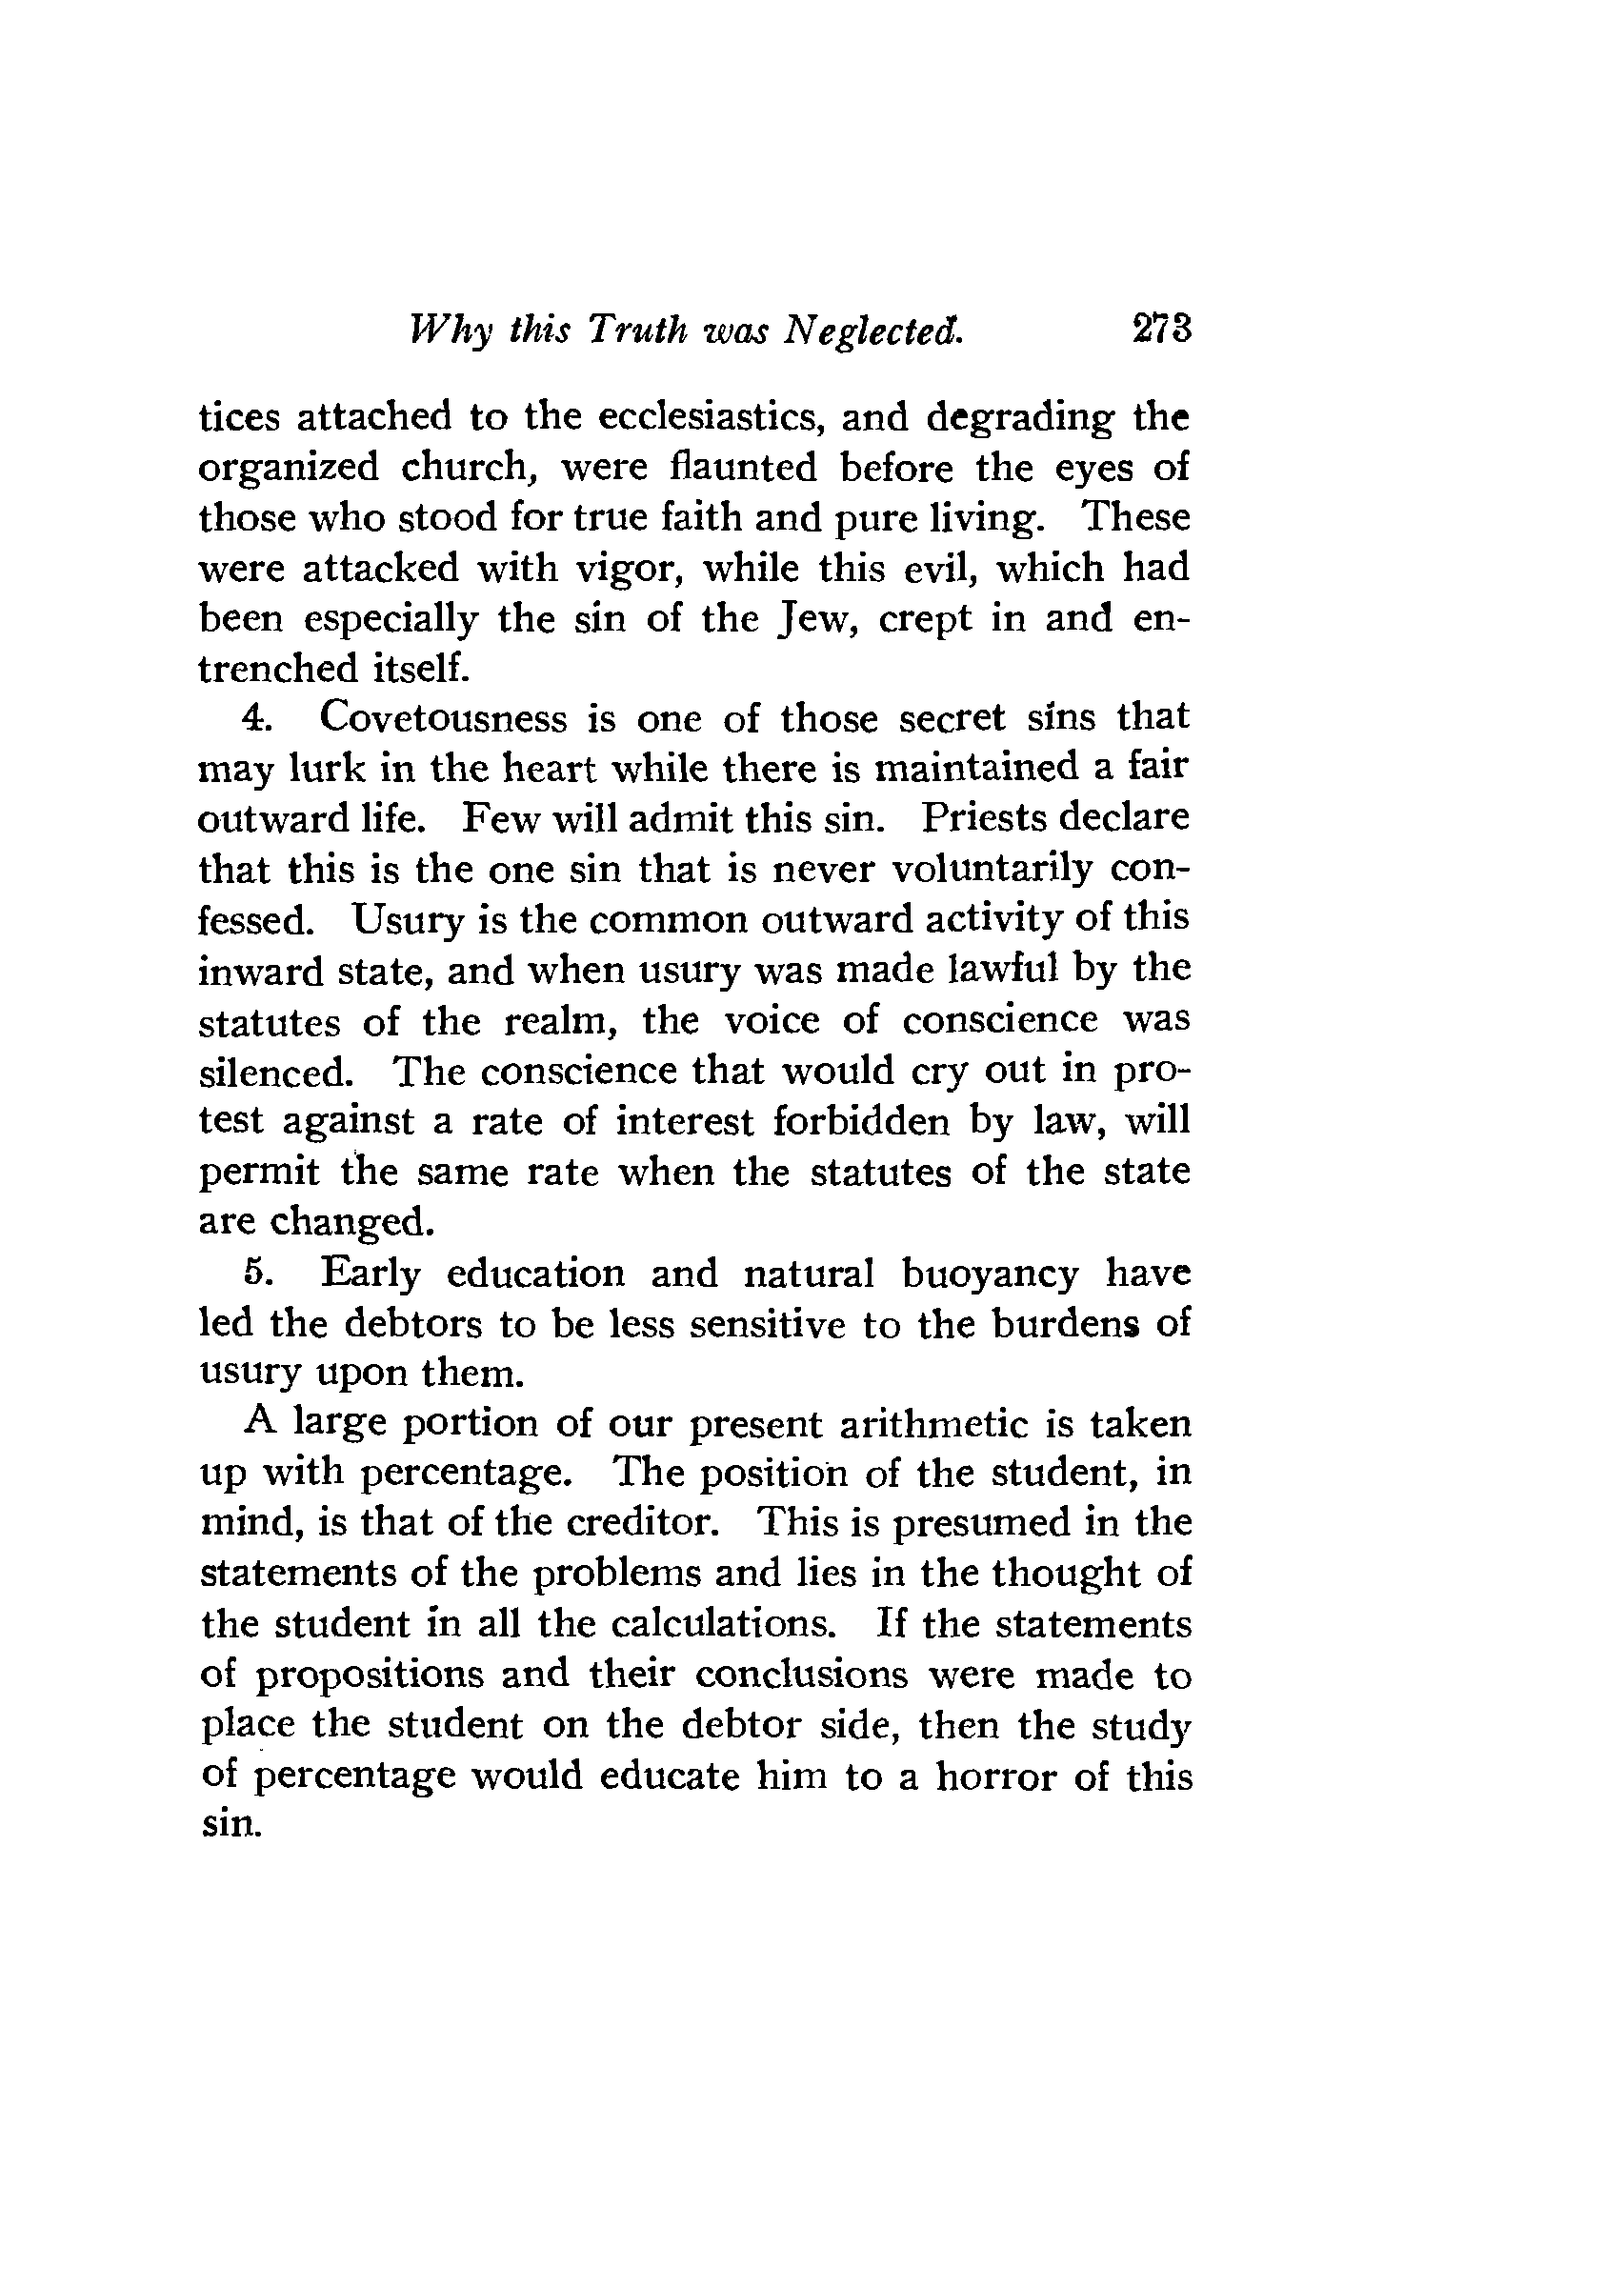 Why this Truth was Neglected. 273
tices attached to the ecclesiastics, and degrading the
organized church, were flaunted before the eyes of
those who stood for true faith and pure living. These
were attacked with vigor, while this evil, which had
been especially the sin of the Jew, crept in and en-
trenched itself.
4. Covetousness is one of those secret sins that
may lurk in the heart while there is maintained a fair
outward life. Few will admit this sin. Priests declare
that this is the one sin that is never voluntarily con-
fessed. Usury is the common outward activity of this
inward state, and when usury was made lawful by the
statutes of the realm, the voice of conscience was
silenced. The conscience that would cry out in pro-
test against a rate of interest forbidden by law, will
permit the same rate when the statutes of the state
are changed.
5. Early education and natural buoyancy have
led the debtors to be less sensitive to the burdens of
usury upon them.
A large portion of our present arithmetic is taken
up with percentage. The position of the student, in
mind, is that of the creditor. This is presumed in the
statements of the problems and lies in the thought of
the student in all the calculations. If the statements
of propositions and their conclusions were made to
place the student on the debtor side, then the study
of percentage would educate him to a horror of this
sin.